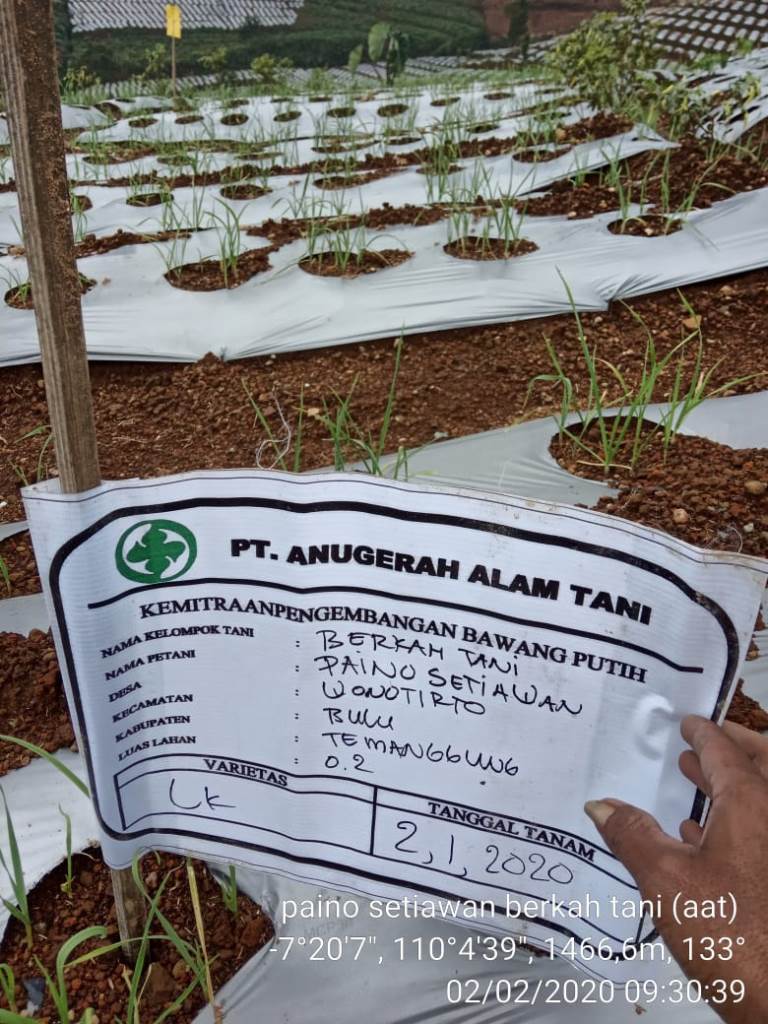 PT. ANUGERAH ALAM TANI
KEMITRAANPENGEMBANGAN BAWANG PUTIH
NAMA KELOMPOK TANI : BERKAH TANI
NAMA PETANI : PAINO SETIAWAN
DESA : WONOTIRTO
KECAMATAN : BULU
KABUPATEN : TEMANGGUNG
LUAS LAHAN : 0.2
VARIETAS TANGGAL TANAM
LK 2, 1, 2020
paino setiawan berkah tani (aat)
-7°20'7", 110°4'39", 1466,6m, 133°
02/02/2020 09:30:39